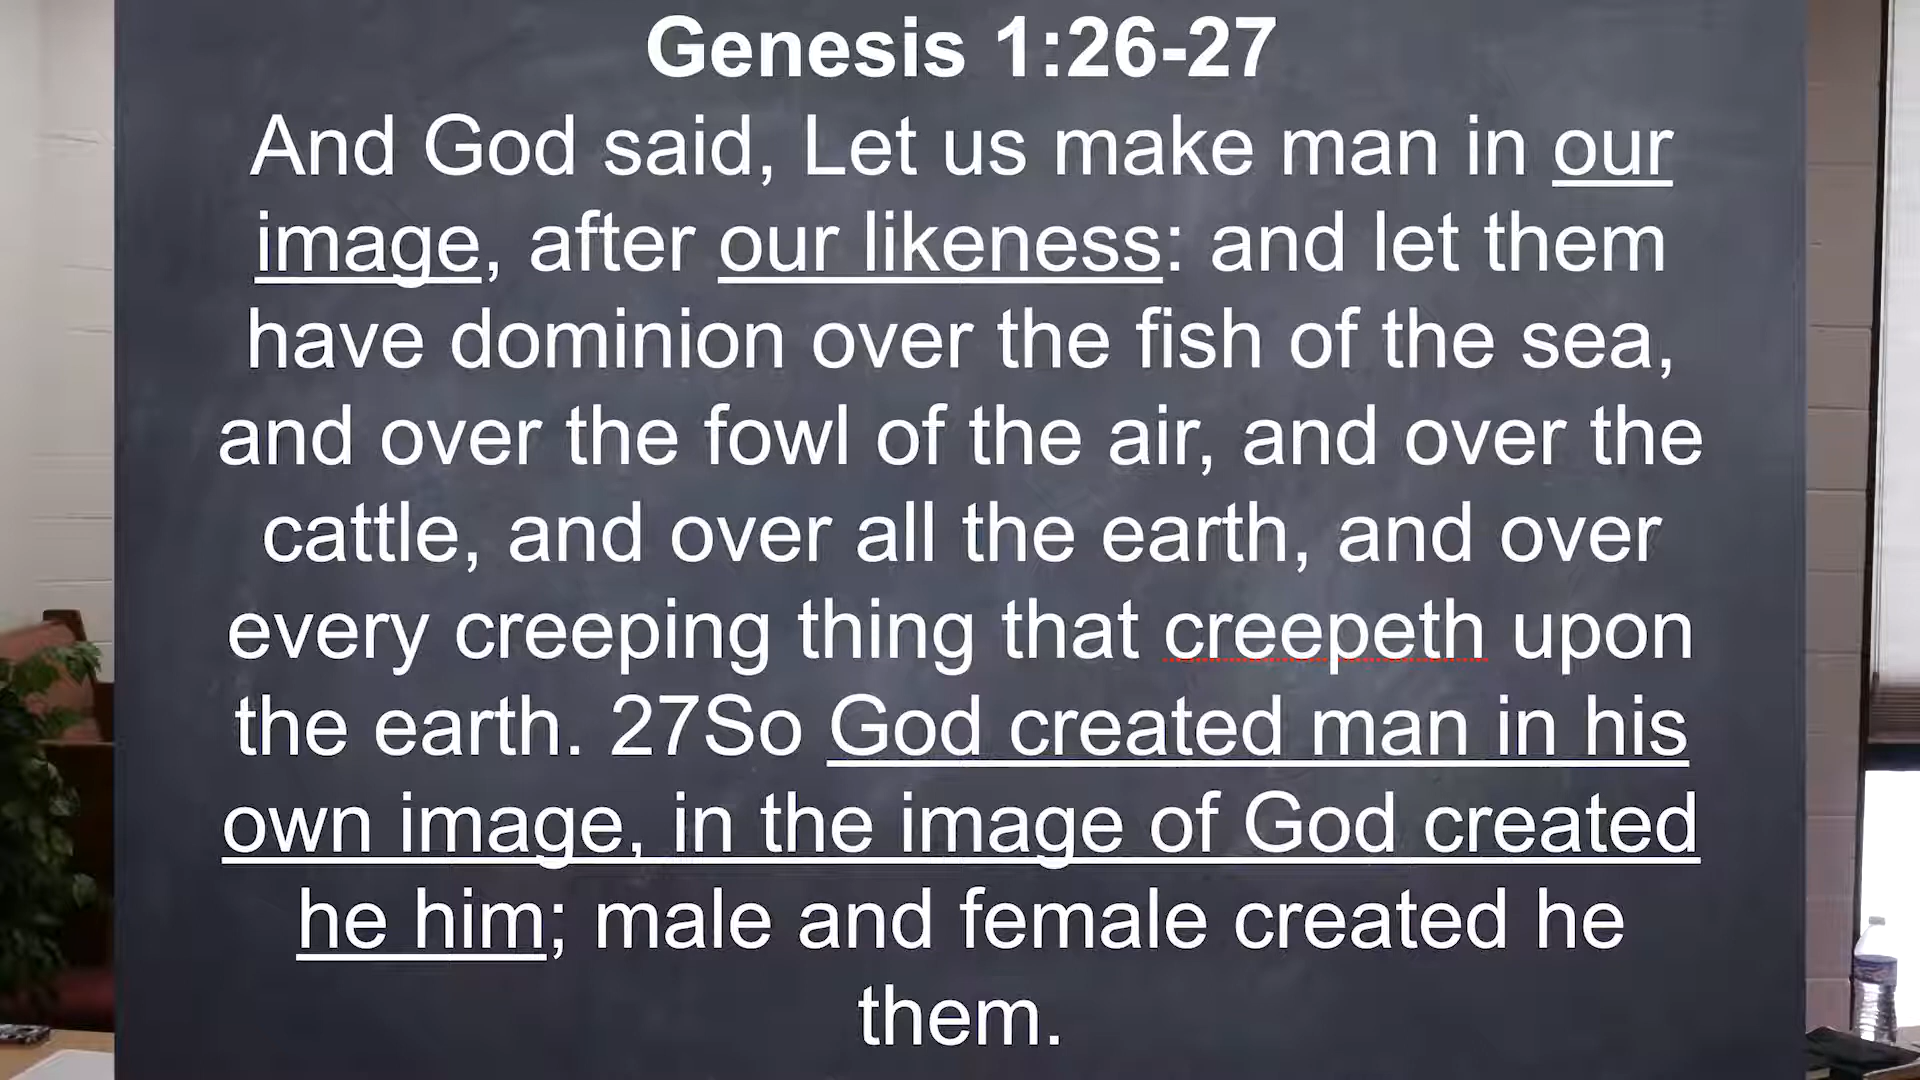 Genesis 1:26-27
And God said, Let us make man in our
image, after our likeness: and let them
have dominion over the fish of the sea,
and over the fowl of the air, and over the
cattle, and over all the earth, and over
every creeping thing that creepeth upon
the earth. 27So God created man in his
own image, in the image of God created
he him; male and female created he
them.